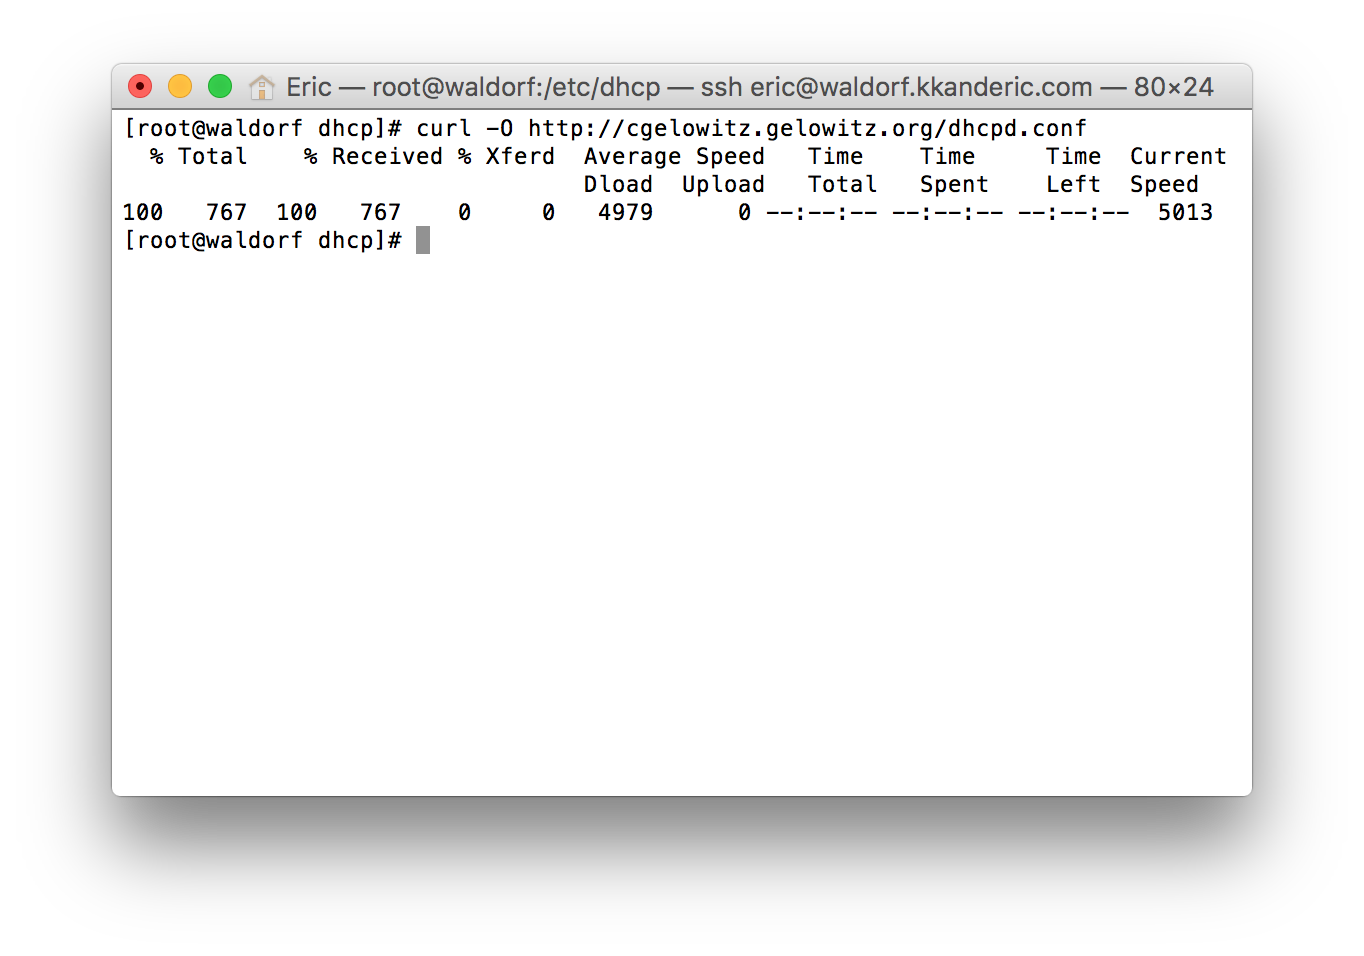 Eric — root@waldorf:/etc/dhcp — ssh eric@waldorf.kkanderic.com — 80×24
[root@waldorf dhcp]# curl -O http://cgelowitz.gelowitz.org/dhcpd.conf
  % Total    % Received % Xferd  Average Speed   Time    Time     Time  Current
                                 Dload  Upload   Total   Spent    Left  Speed
100   767  100   767    0     0   4979      0 --:--:-- --:--:-- --:--:--  5013
[root@waldorf dhcp]#